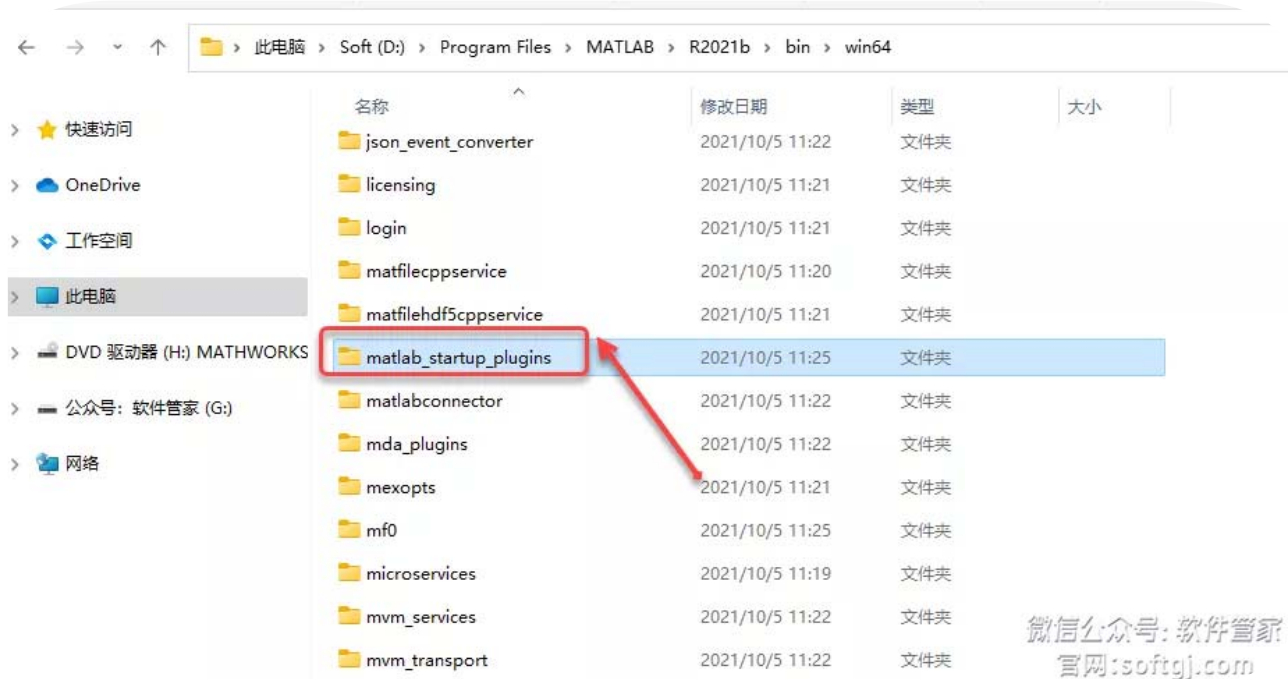 此电脑 › Soft (D:) › Program Files › MATLAB › R2021b › bin › win64
名称 修改日期 类型 大小
快速访问
OneDrive
工作空间
此电脑
DVD 驱动器 (H:) MATHWORKS
公众号：软件管家 (G:)
网络
json_event_converter 2021/10/5 11:22 文件夹
licensing 2021/10/5 11:21 文件夹
login 2021/10/5 11:21 文件夹
matfilecppservice 2021/10/5 11:20 文件夹
matfilehdf5cppservice 2021/10/5 11:21 文件夹
matlab_startup_plugins 2021/10/5 11:25 文件夹
matlabconnector 2021/10/5 11:22 文件夹
mda_plugins 2021/10/5 11:22 文件夹
mexopts 2021/10/5 11:21 文件夹
mf0 2021/10/5 11:25 文件夹
microservices 2021/10/5 11:19 文件夹
mvm_services 2021/10/5 11:22 文件夹
mvm_transport 2021/10/5 11:22 文件夹
微信公众号：软件管家
官网：softgj.com